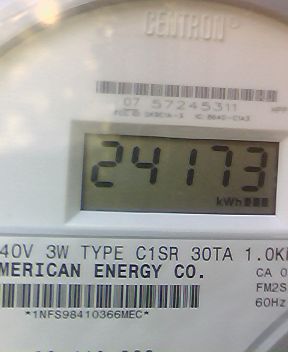 CENTRON®
07 57245311
24173
kWh
40V 3W TYPE C1SR 30TA 1.0K
MERICAN ENERGY CO.
CA 0
FM2S
60Hz
*1NFS98410366MEC*